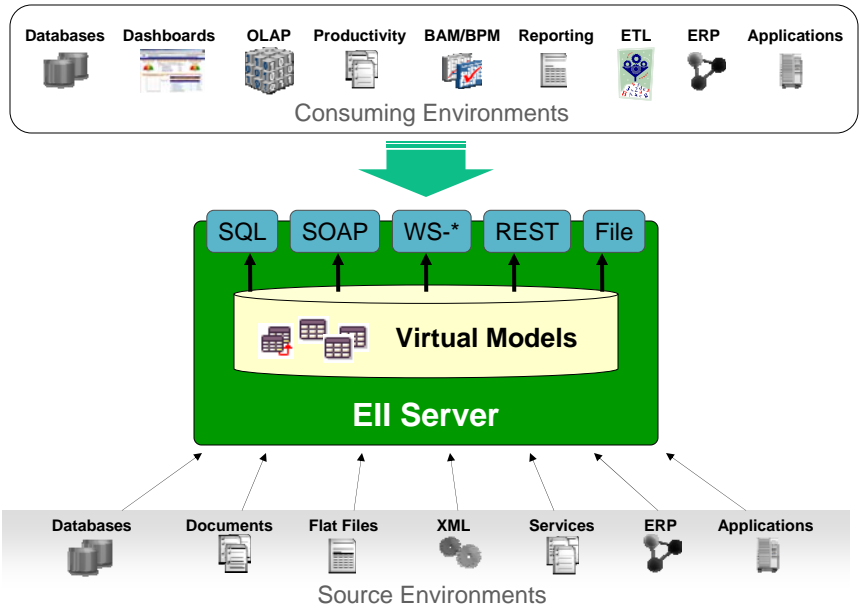 Databases Dashboards OLAP Productivity BAM/BPM Reporting ETL ERP Applications
Consuming Environments
SQL SOAP WS-* REST File
Virtual Models
EII Server
Databases Documents Flat Files XML Services ERP Applications
Source Environments